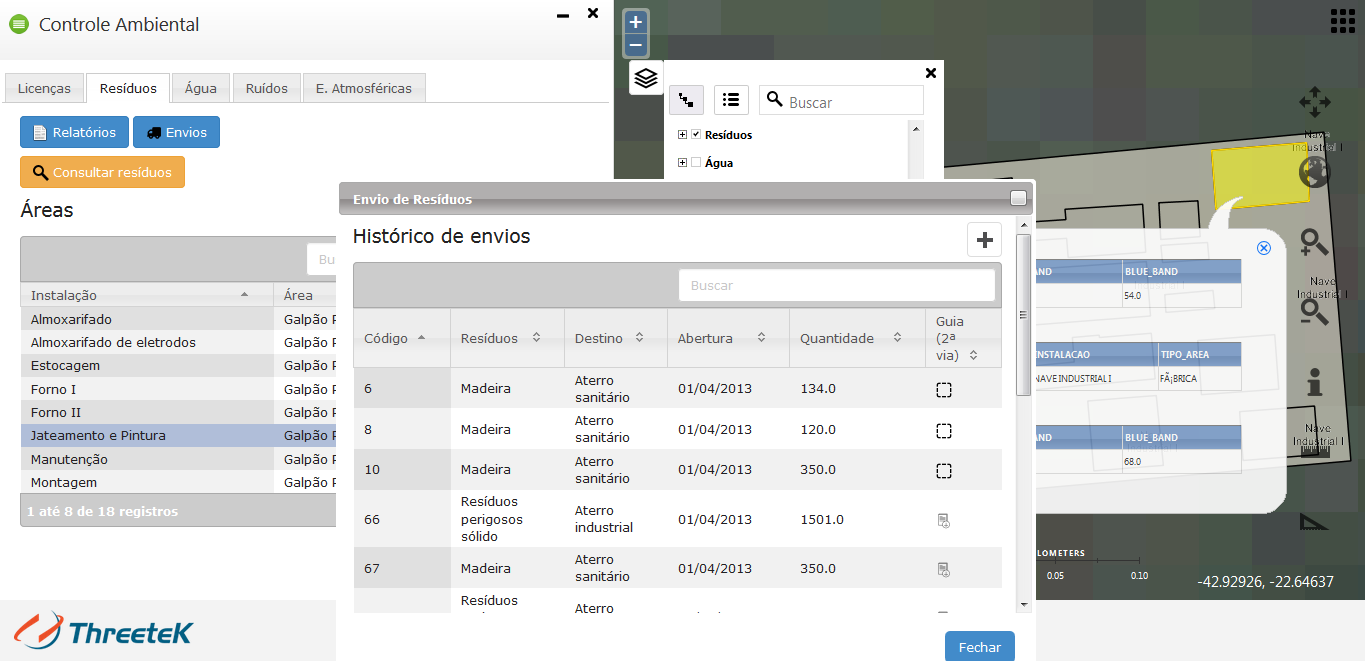 Controle Ambiental
Licenças
Resíduos
Água
Ruídos
E. Atmosféricas
Relatórios
Envios
Consultar resíduos
Áreas
Bu
Instalação
Área
Almoxarifado
Galpão P
Almoxarifado de eletrodos
Galpão P
Estocagem
Galpão P
Forno I
Galpão P
Forno II
Galpão P
Jateamento e Pintura
Galpão P
Manutenção
Galpão P
Montagem
Galpão P
1 até 8 de 18 registros
ThreeteK
Buscar
Resíduos
Água
Envio de Resíduos
Histórico de envios
Buscar
Código
Resíduos
Destino
Abertura
Quantidade
Guia
(2ª
via)
6
Madeira
Aterro
sanitário
01/04/2013
134.0
8
Madeira
Aterro
sanitário
01/04/2013
120.0
10
Madeira
Aterro
sanitário
01/04/2013
350.0
66
Resíduos
perigosos
sólido
Aterro
industrial
01/04/2013
1501.0
67
Madeira
Aterro
sanitário
01/04/2013
350.0
Resíduos
Aterro
Fechar
Nave
Industrial I
AND
BLUE_BAND
54.0
Nave
Industrial I
INSTALACAO
TIPO_AREA
NAVE INDUSTRIAL I
FÃ¡BRICA
Nave
Industrial I
AND
BLUE_BAND
68.0
LOMETERS
0.05
0.10
-42.92926, -22.64637